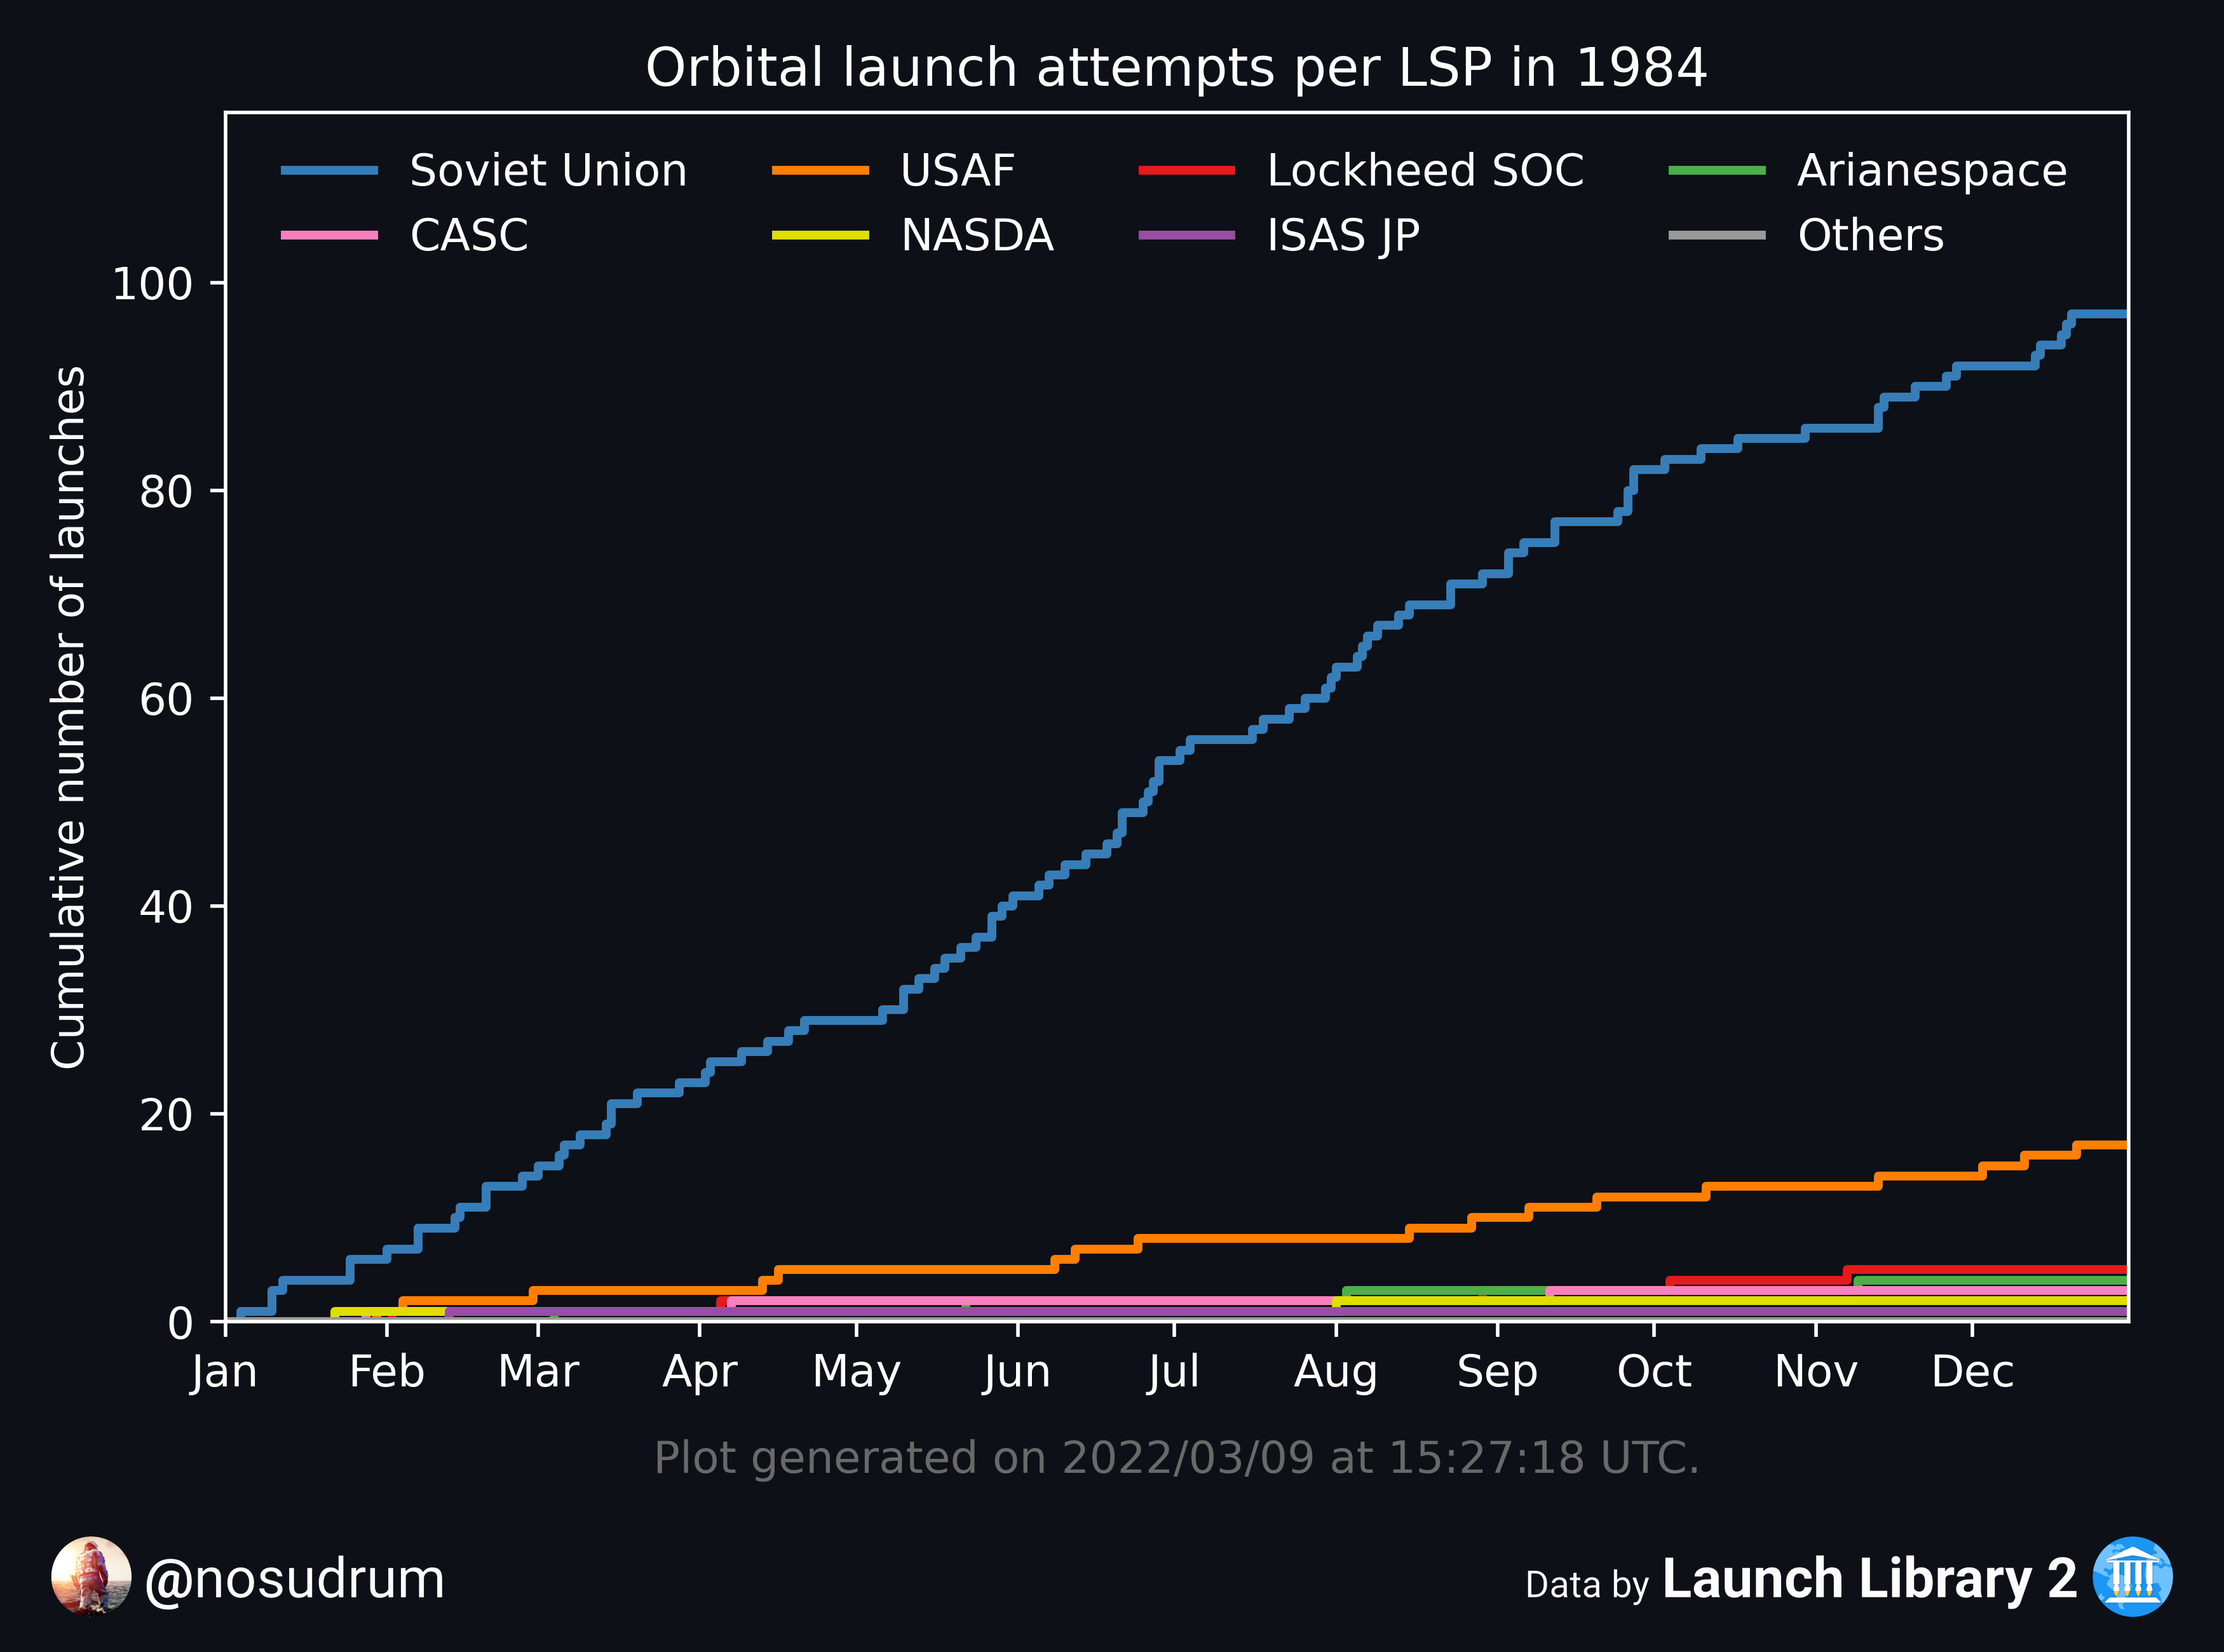 Orbital launch attempts per LSP in 1984
Soviet Union USAF Lockheed SOC Arianespace
CASC NASDA ISAS JP Others
Cumulative number of launches
100
80
60
40
20
0
Jan Feb Mar Apr May Jun Jul Aug Sep Oct Nov Dec
Plot generated on 2022/03/09 at 15:27:18 UTC.
@nosudrum
Data by Launch Library 2